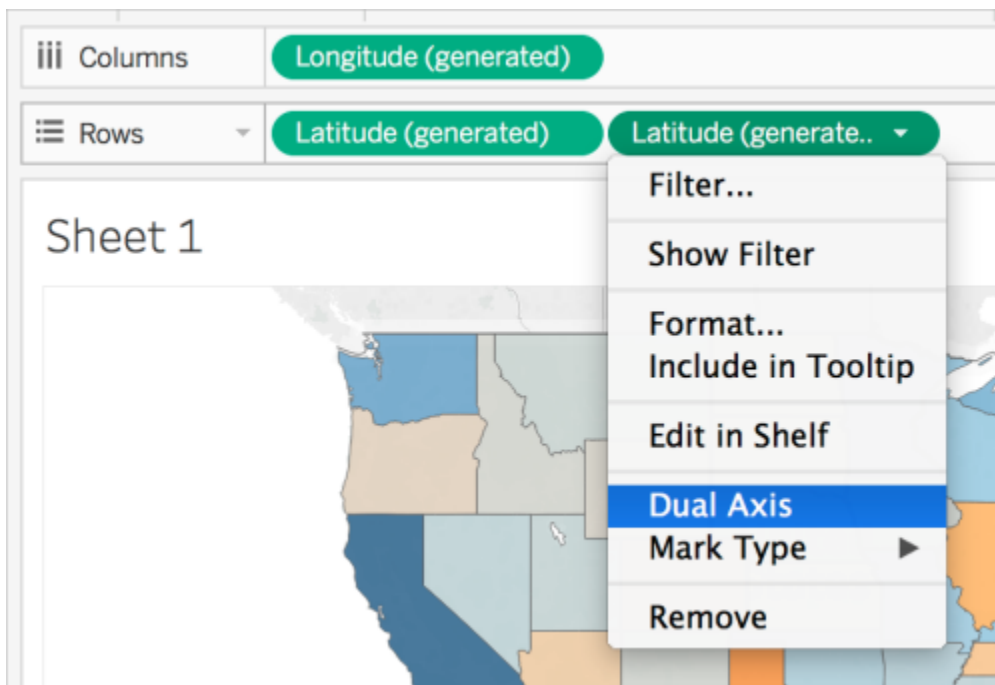 Columns Longitude (generated)
Rows Latitude (generated) Latitude (generate..
Filter...
Show Filter
Sheet 1
Format...
Include in Tooltip
Edit in Shelf
Dual Axis
Mark Type
Remove